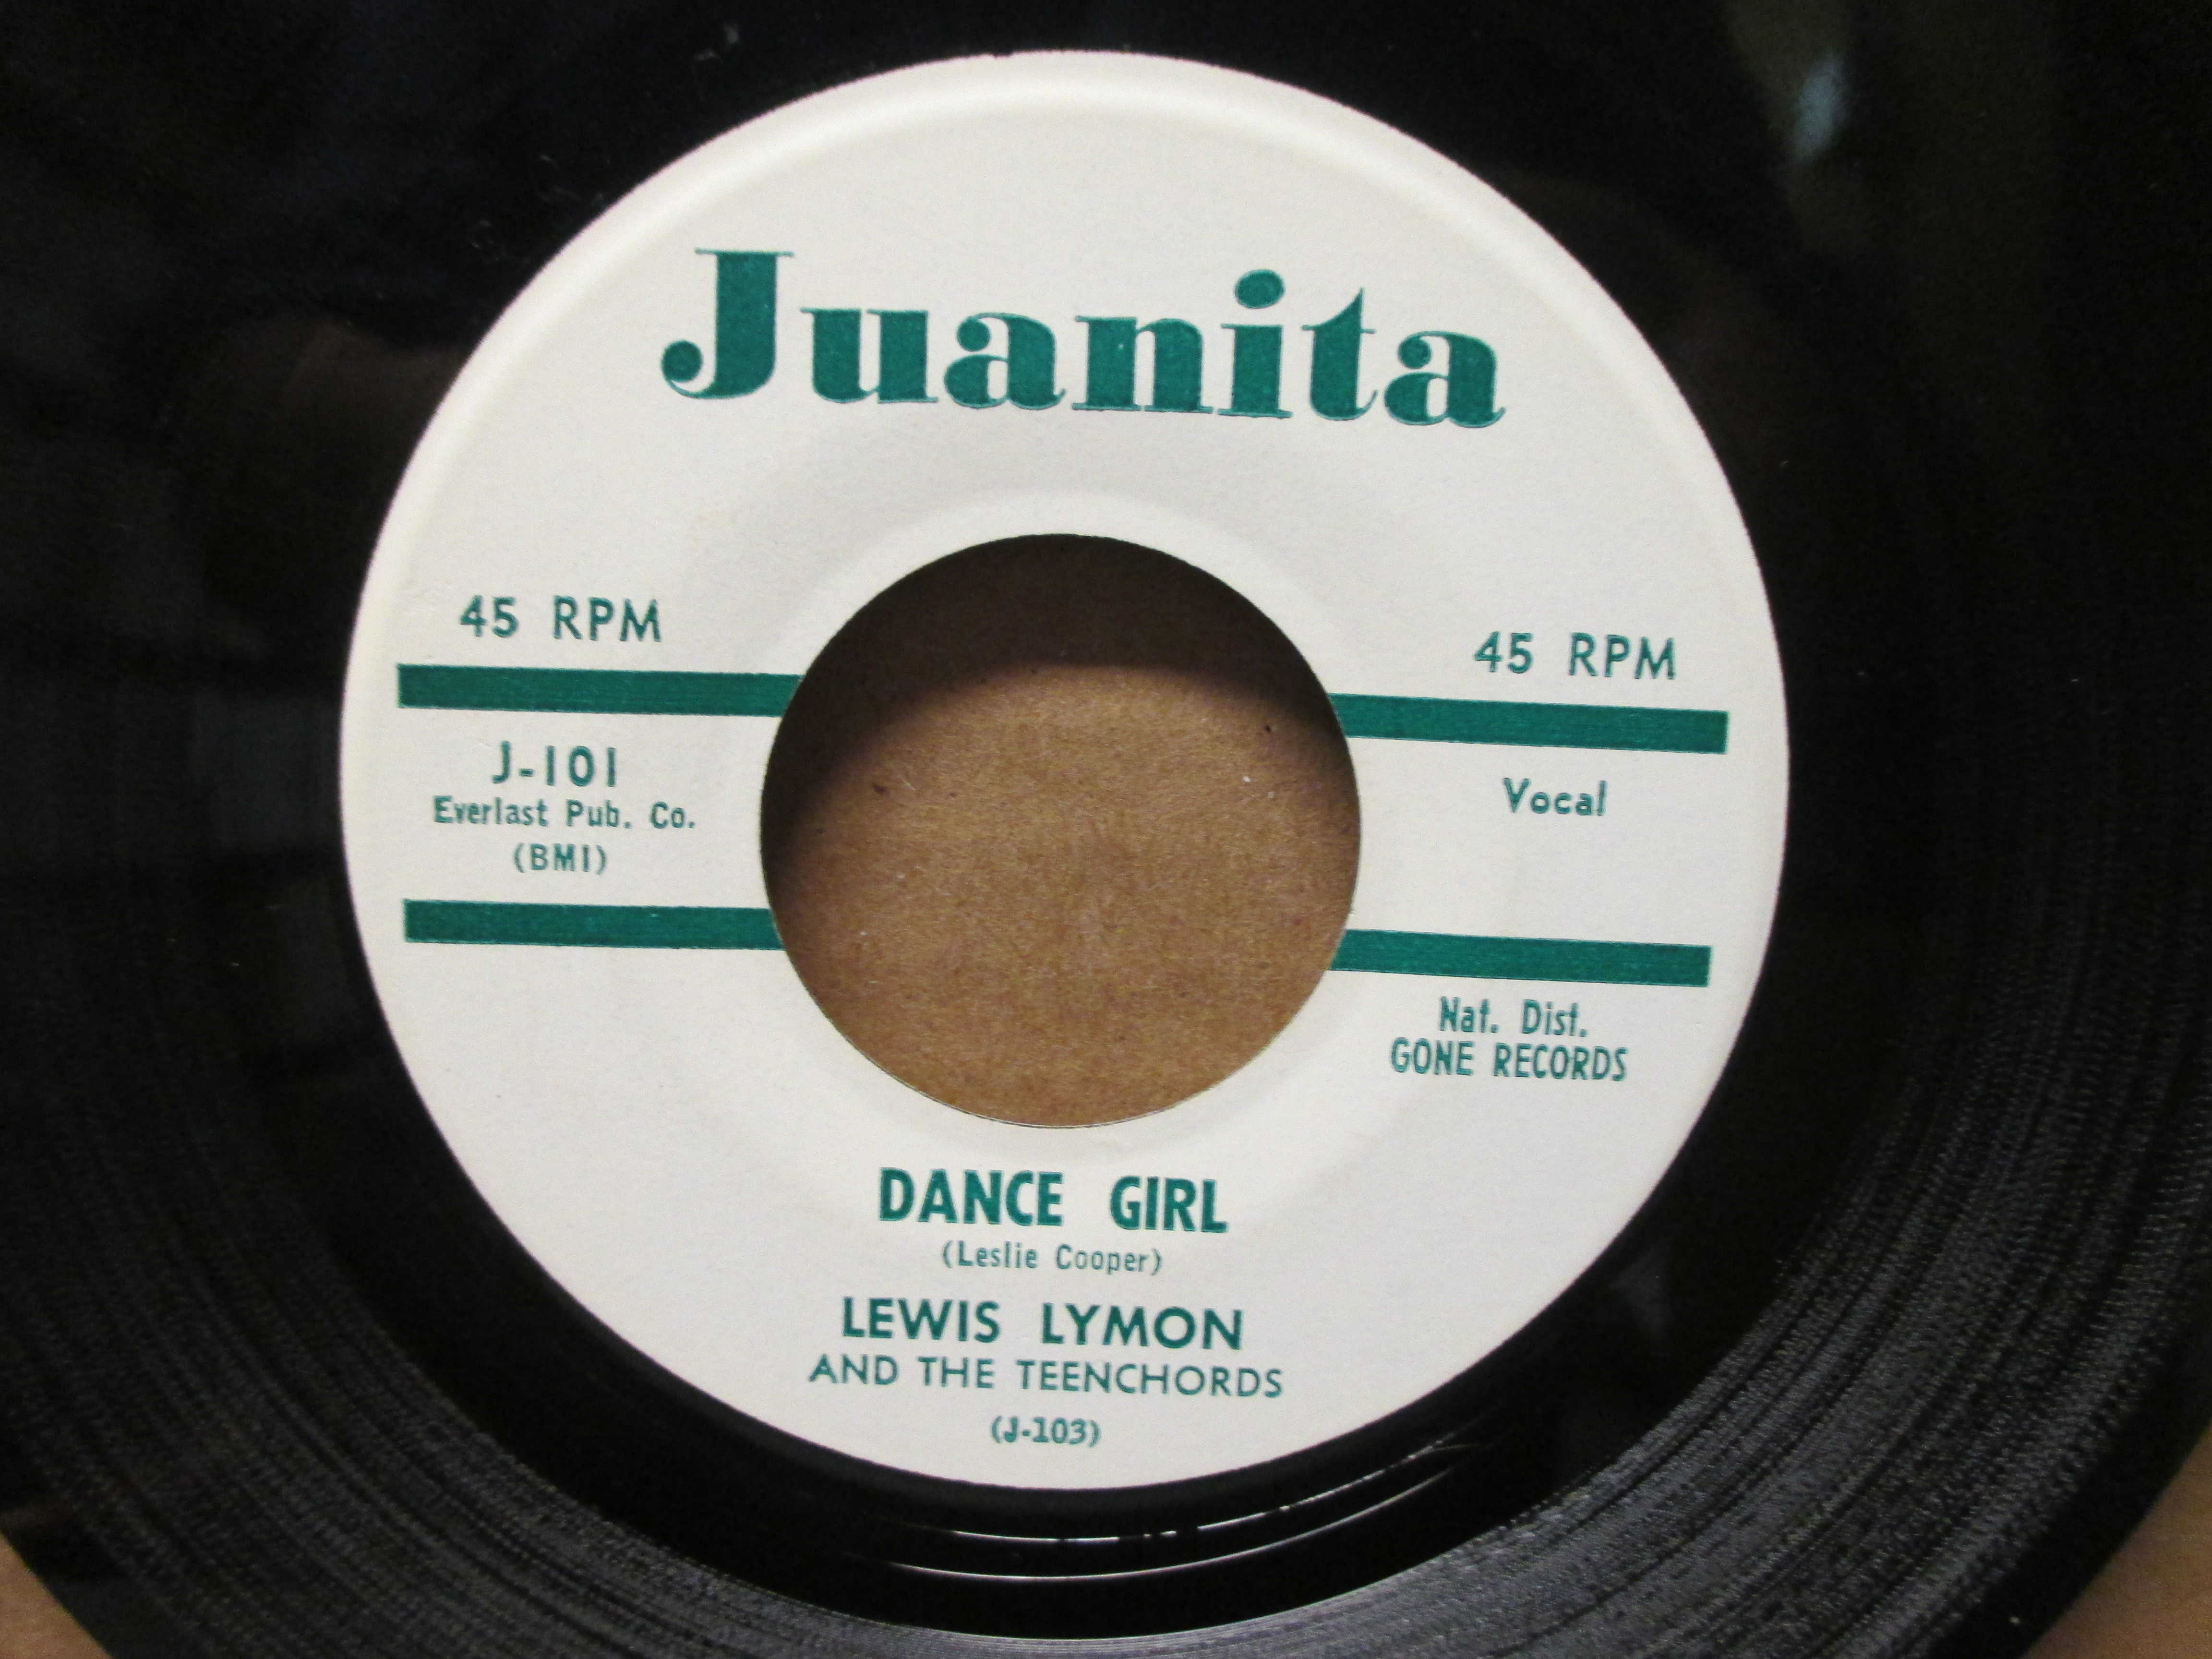 Juanita
45 RPM
45 RPM
J-101
Everlast Pub. Co.
(BMI)
Vocal
Nat. Dist.
GONE RECORDS
DANCE GIRL
(Leslie Cooper)
LEWIS LYMON
AND THE TEENCHORDS
(J-103)